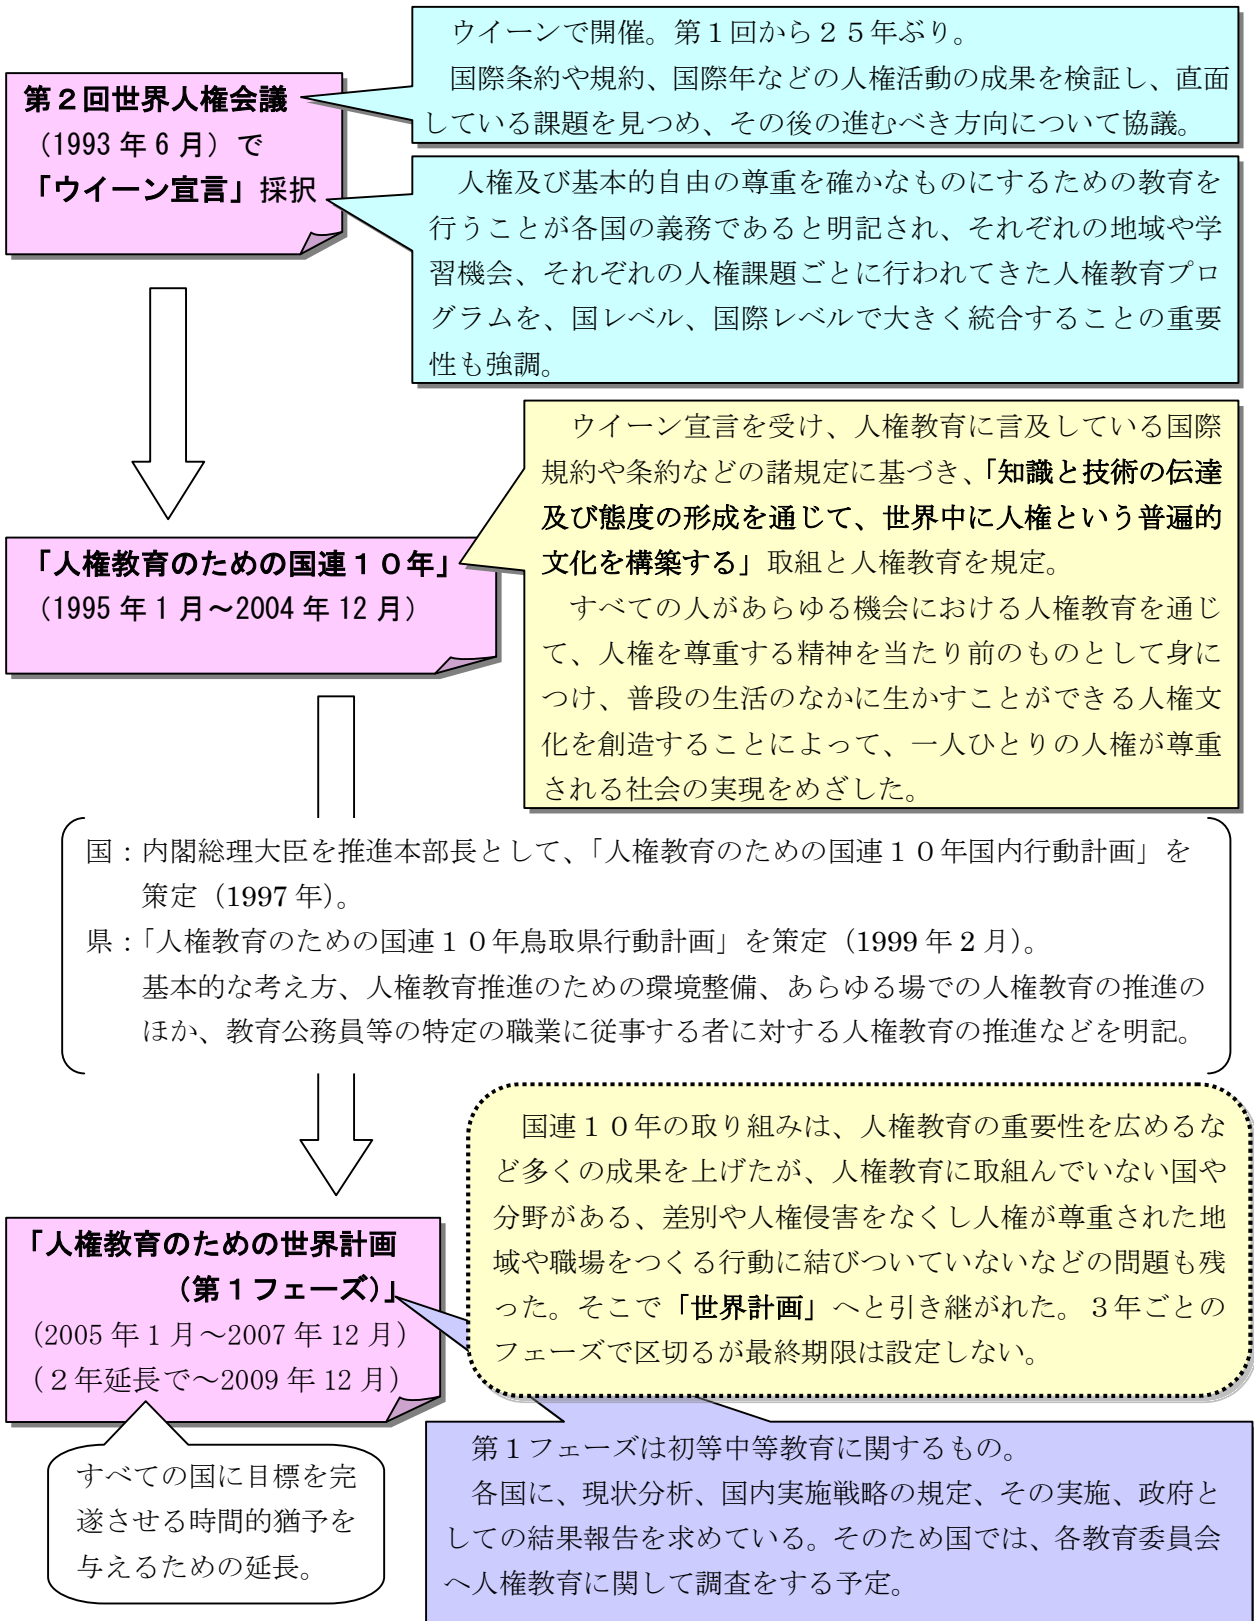 ウイーンで開催。第１回から２５年ぶり。
国際条約や規約、国際年などの人権活動の成果を検証し、直面
している課題を見つめ、その後の進むべき方向について協議。
第２回世界人権会議
（1993 年 6 月）で
「ウイーン宣言」採択
人権及び基本的自由の尊重を確かなものにするための教育を
行うことが各国の義務であると明記され、それぞれの地域や学
習機会、それぞれの人権課題ごとに行われてきた人権教育プロ
グラムを、国レベル、国際レベルで大きく統合することの重要
性も強調。
ウイーン宣言を受け、人権教育に言及している国際
規約や条約などの諸規定に基づき、「知識と技術の伝達
及び態度の形成を通じて、世界中に人権という普遍的
文化を構築する」取組と人権教育を規定。
すべての人があらゆる機会における人権教育を通じ
て、人権を尊重する精神を当たり前のものとして身に
つけ、普段の生活のなかに生かすことができる人権文
化を創造することによって、一人ひとりの人権が尊重
される社会の実現をめざした。
「人権教育のための国連１０年」
（1995 年 1 月～2004 年 12 月）
国：内閣総理大臣を推進本部長として、「人権教育のための国連１０年国内行動計画」を
策定（1997 年）。
県：「人権教育のための国連１０年鳥取県行動計画」を策定（1999 年 2 月）。
基本的な考え方、人権教育推進のための環境整備、あらゆる場での人権教育の推進の
ほか、教育公務員等の特定の職業に従事する者に対する人権教育の推進などを明記。
国連１０年の取り組みは、人権教育の重要性を広めるな
ど多くの成果を上げたが、人権教育に取組んでいない国や
分野がある、差別や人権侵害をなくし人権が尊重された地
域や職場をつくる行動に結びついていないなどの問題も残
った。そこで「世界計画」へと引き継がれた。３年ごとの
フェーズで区切るが最終期限は設定しない。
「人権教育のための世界計画
（第１フェーズ）」
（2005 年 1 月～2007 年 12 月）
（２年延長で～2009 年 12 月）
すべての国に目標を完
遂させる時間的猶予を
与えるための延長。
第１フェーズは初等中等教育に関するもの。
各国に、現状分析、国内実施戦略の規定、その実施、政府と
しての結果報告を求めている。そのため国では、各教育委員会
へ人権教育に関して調査をする予定。